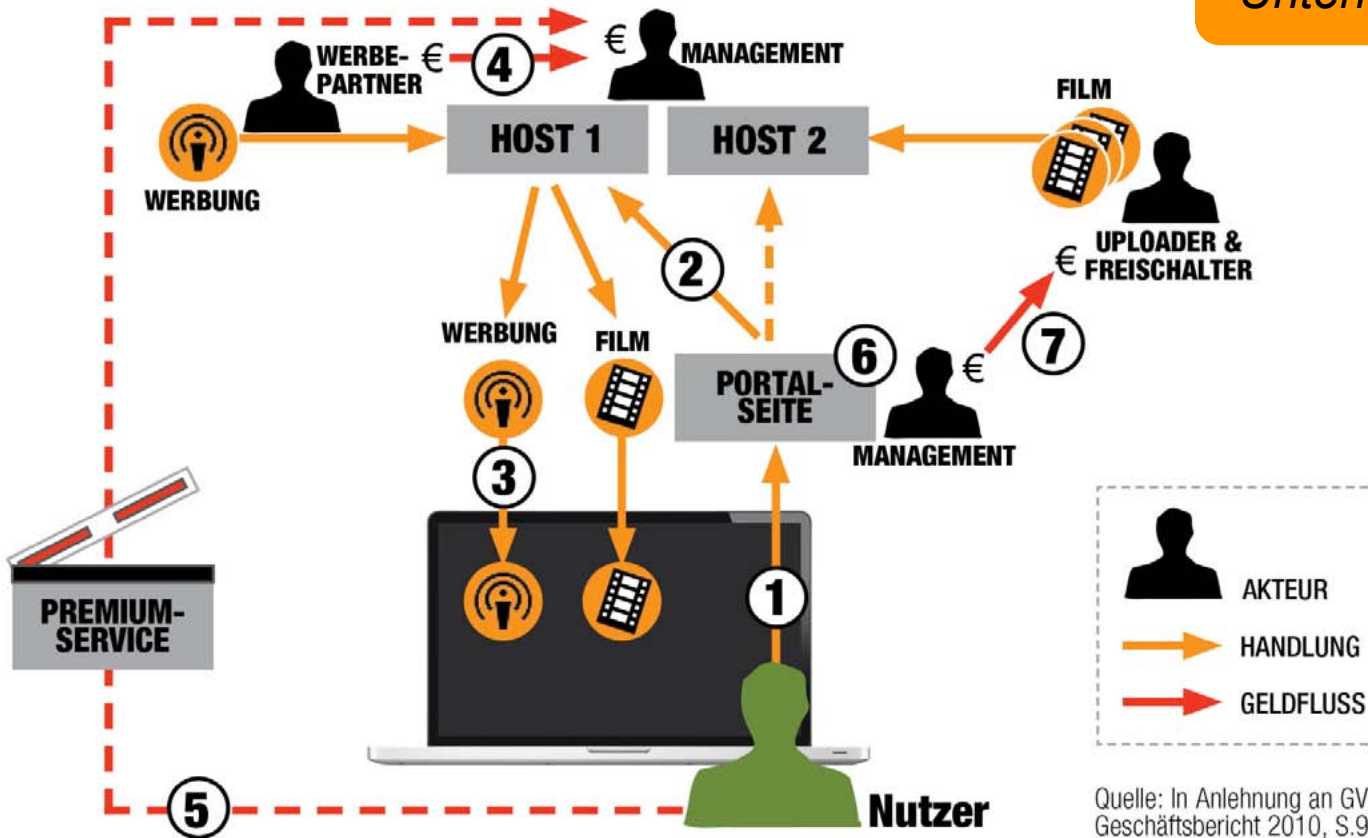 WERBE-
PARTNER
€
4
€
MANAGEMENT
FILM
HOST 1
HOST 2
WERBUNG
UPLOADER &
€ FREISCHALTER
2
7
WERBUNG
FILM
6
€
PORTAL-
SEITE
MANAGEMENT
3
1
PREMIUM-
SERVICE
5
Nutzer
AKTEUR
HANDLUNG
GELDFLUSS
Quelle: In Anlehnung an GV
Geschäftsbericht 2010, S.9